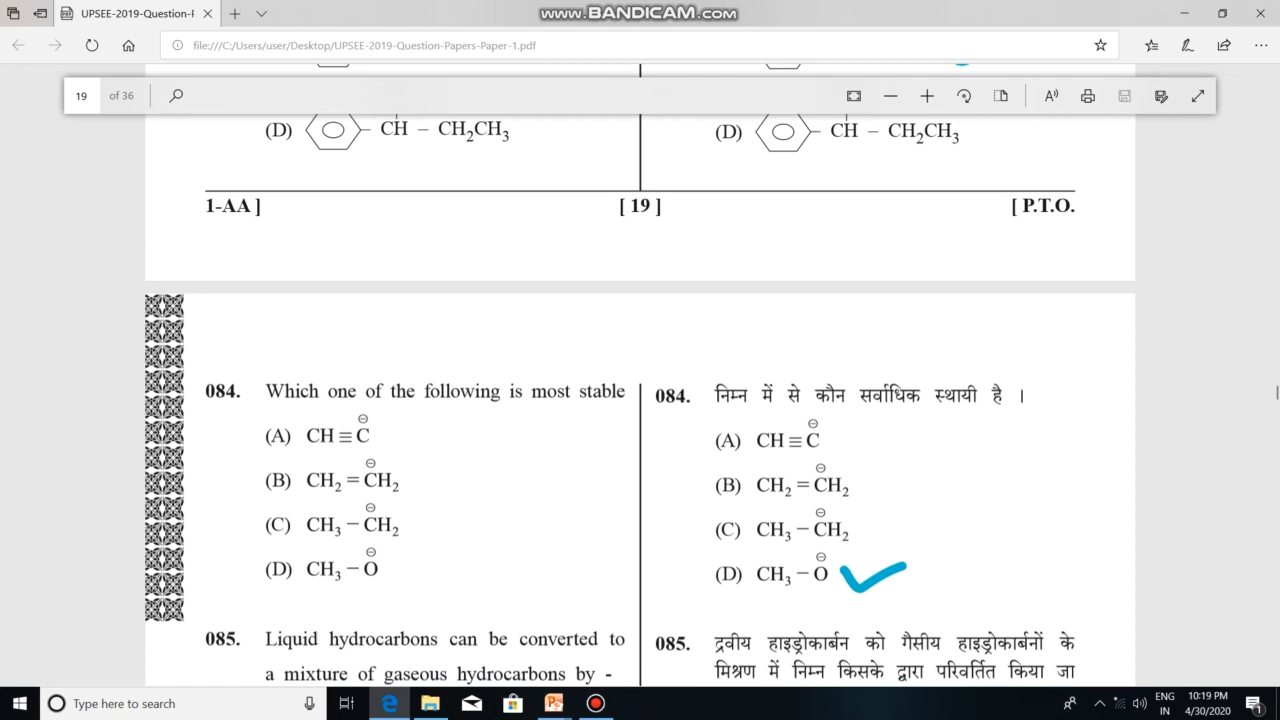 www.BANDICAM.com
UPSEE-2019-Question-F
file:///C:/Users/user/Desktop/UPSEE-2019-Question-Papers-Paper-1.pdf
19 of 36
(D) CH – CH₂CH₃
(D) CH – CH₂CH₃
1-AA ] [ 19 ] [ P.T.O.
084. Which one of the following is most stable
(A) CH ≡ C⊖
(B) CH₂ = CH₂⊖
(C) CH₃ – CH₂⊖
(D) CH₃ – O⊖
085. Liquid hydrocarbons can be converted to
a mixture of gaseous hydrocarbons by -
084. निम्न में से कौन सर्वाधिक स्थायी है ।
(A) CH ≡ C⊖
(B) CH₂ = CH₂⊖
(C) CH₃ – CH₂⊖
(D) CH₃ – O⊖
085. द्रवीय हाइड्रोकार्बन को गैसीय हाइड्रोकार्बनों के
मिश्रण में निम्न किसके द्वारा परिवर्तित किया जा
Type here to search
ENG
IN
10:19 PM
4/30/2020
1